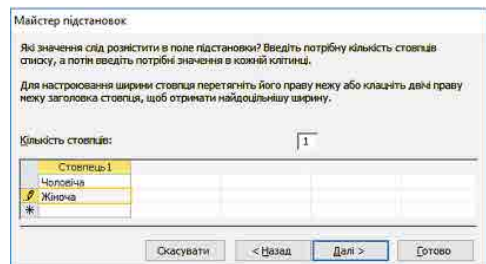 Майстер підстановок
Які значення слід розмістити в поле підстановки? Введіть потрібну кількість стовпців
списку, а потім введіть потрібні значення в кожній клітинці.
Для настроювання ширини стовпця перетягніть його праву межу або клацніть двічі праву
межу заголовка стовпця, щоб отримати найдоцільнішу ширину.
Кількість стовпців: 1
Стовпець1
Чоловіча
Жіноча
Скасувати < Назад Далі > Готово